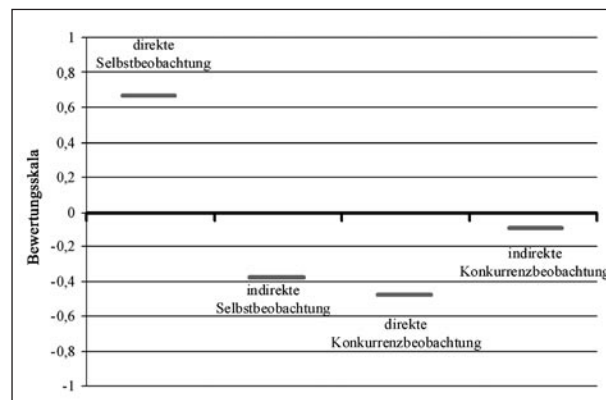 1
direkte
Selbstbeobachtung
0,8
0,6
0,4
0,2
0
-0,2
-0,4
-0,6
-0,8
-1
Bewertungsskala
indirekte
Selbstbeobachtung
direkte
Konkurrenzbeobachtung
indirekte
Konkurrenzbeobachtung